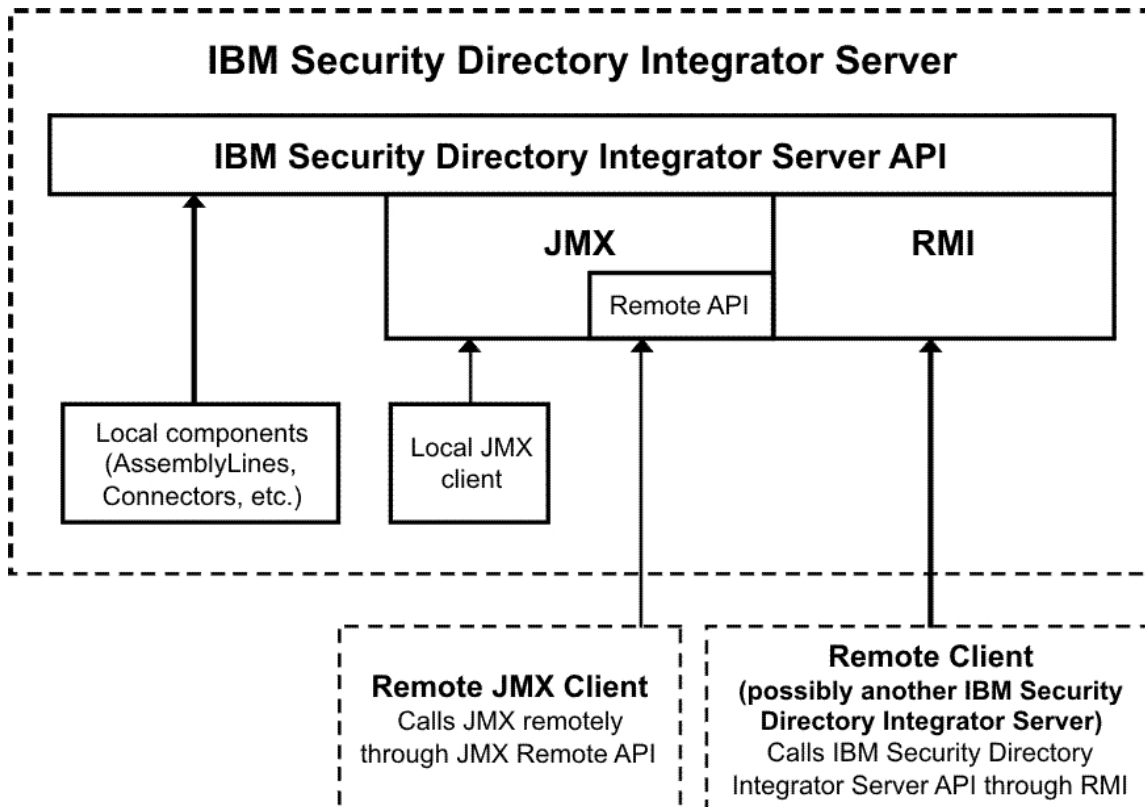 IBM Security Directory Integrator Server
IBM Security Directory Integrator Server API
JMX
RMI
Remote API
Local components
(AssemblyLines,
Connectors, etc.)
Local JMX
client
Remote JMX Client
Calls JMX remotely
through JMX Remote API
Remote Client
(possibly another IBM Security
Directory Integrator Server)
Calls IBM Security Directory
Integrator Server API through RMI